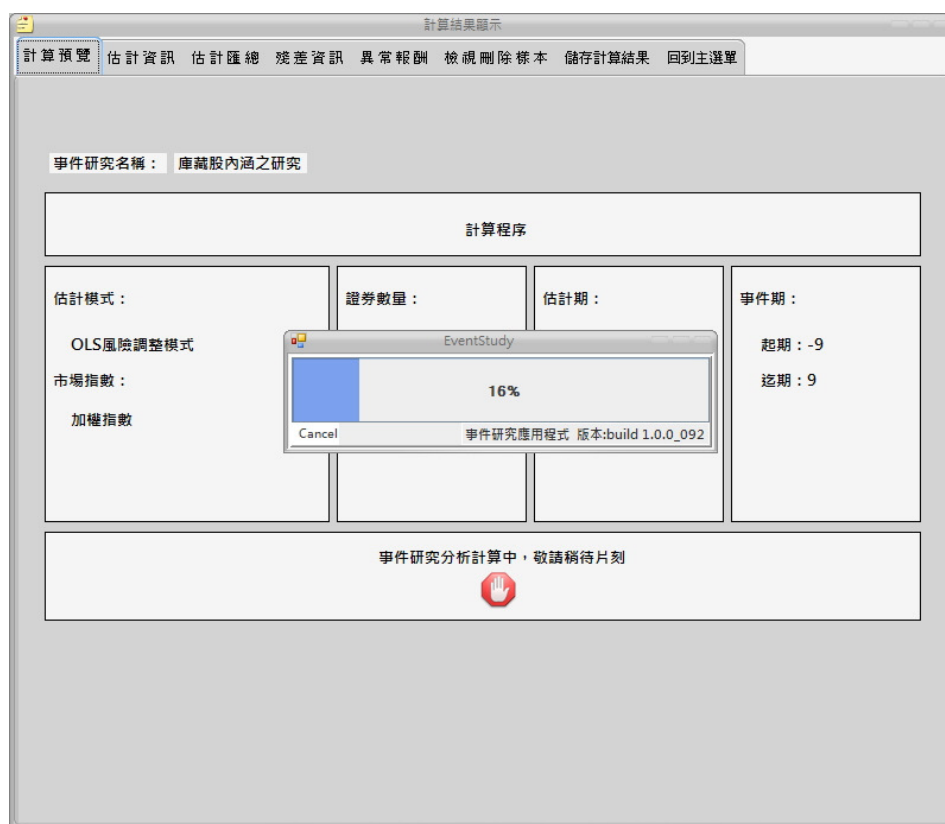 計算結果顯示
計算預覽 估計資訊 估計匯總 殘差資訊 異常報酬 檢視刪除樣本 儲存計算結果 回到主選單
事件研究名稱： 庫藏股內涵之研究
計算程序
估計模式：
OLS風險調整模式
市場指數：
加權指數
證券數量：
估計期：
事件期：
起期：-9
迄期：9
EventStudy
16%
Cancel 事件研究應用程式 版本:build 1.0.0_092
事件研究分析計算中，敬請稍待片刻